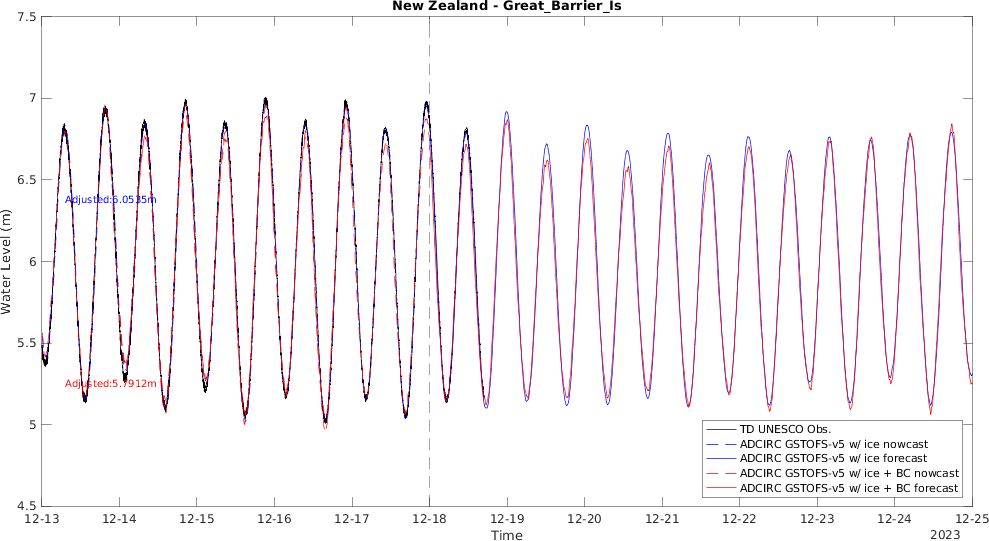 New Zealand - Great_Barrier_Is
7.5
7
6.5
6
5.5
5
4.5
Water Level (m)
Adjusted:6.0535m
Adjusted:5.7912m
TD UNESCO Obs.
ADCIRC GSTOFS-v5 w/ ice nowcast
ADCIRC GSTOFS-v5 w/ ice forecast
ADCIRC GSTOFS-v5 w/ ice + BC nowcast
ADCIRC GSTOFS-v5 w/ ice + BC forecast
12-13 12-14 12-15 12-16 12-17 12-18 12-19 12-20 12-21 12-22 12-23 12-24 12-25
Time
2023